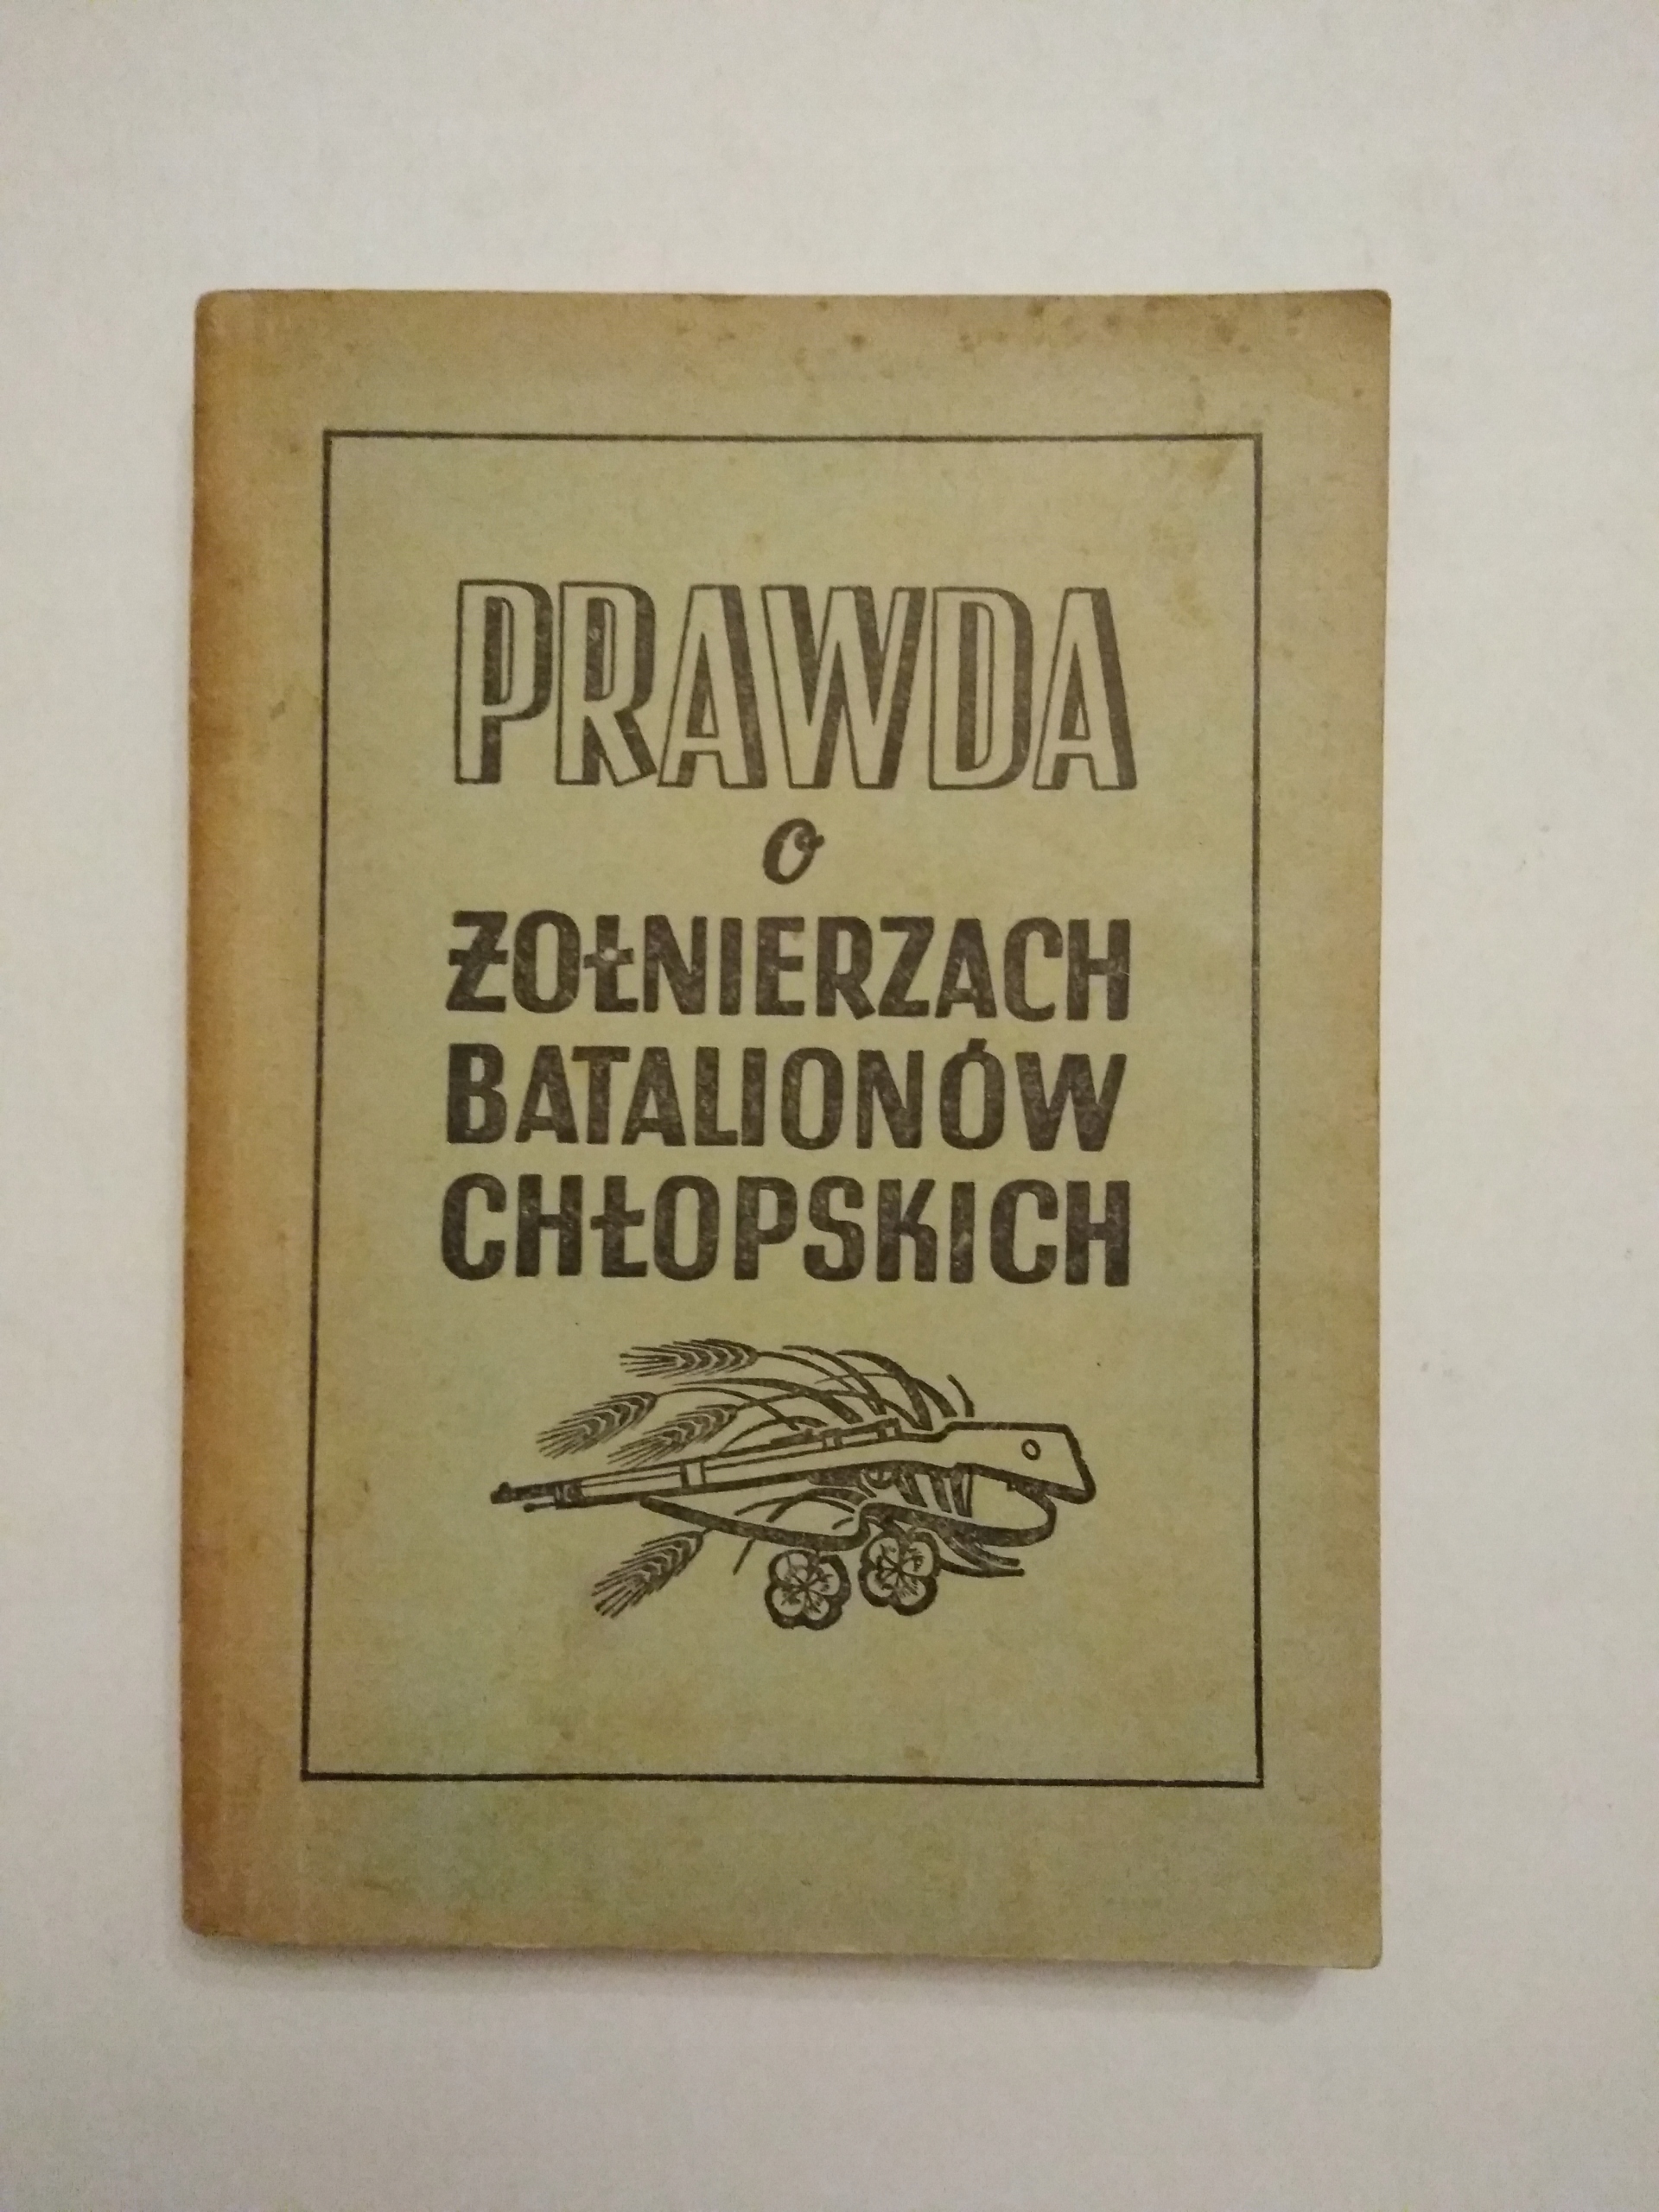 PRAWDA
o
ŻOŁNIERZACH
BATALIONÓW
CHŁOPSKICH